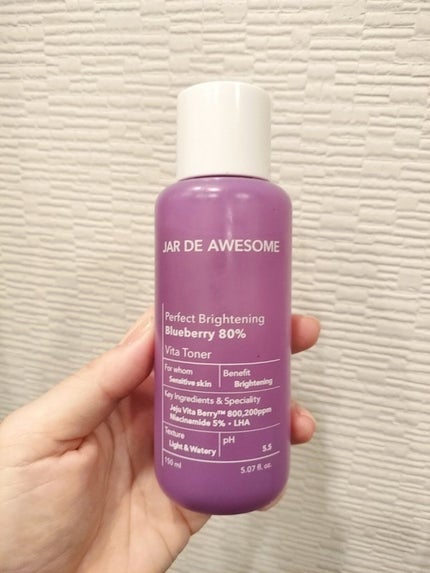 JAR DE AWESOME
Perfect Brightening
Blueberry 80%
Vita Toner
For whom
Sensitive skin
Benefit
Brightening
Key Ingredients & Speciality
Jeju Vita Berry™ 800,200ppm
Niacinamide 5% • LHA
Texture
Light & Watery
pH
5.5
150 ml
5.07 fl. oz.